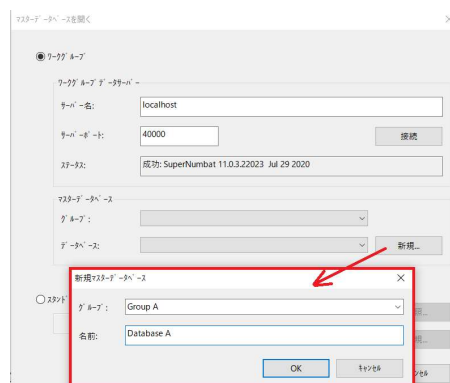 マスターデータベースを開く
ワークグループ
ワークグループデータサーバー
サーバー名: localhost
サーバーポート: 40000 接続
ステータス: 成功: SuperNumbat 11.0.3.22023 Jul 29 2020
マスターデータベース
グループ:
データベース: 新規...
新規マスターデータベース
グループ: Group A
名前: Database A
OK キャンセル